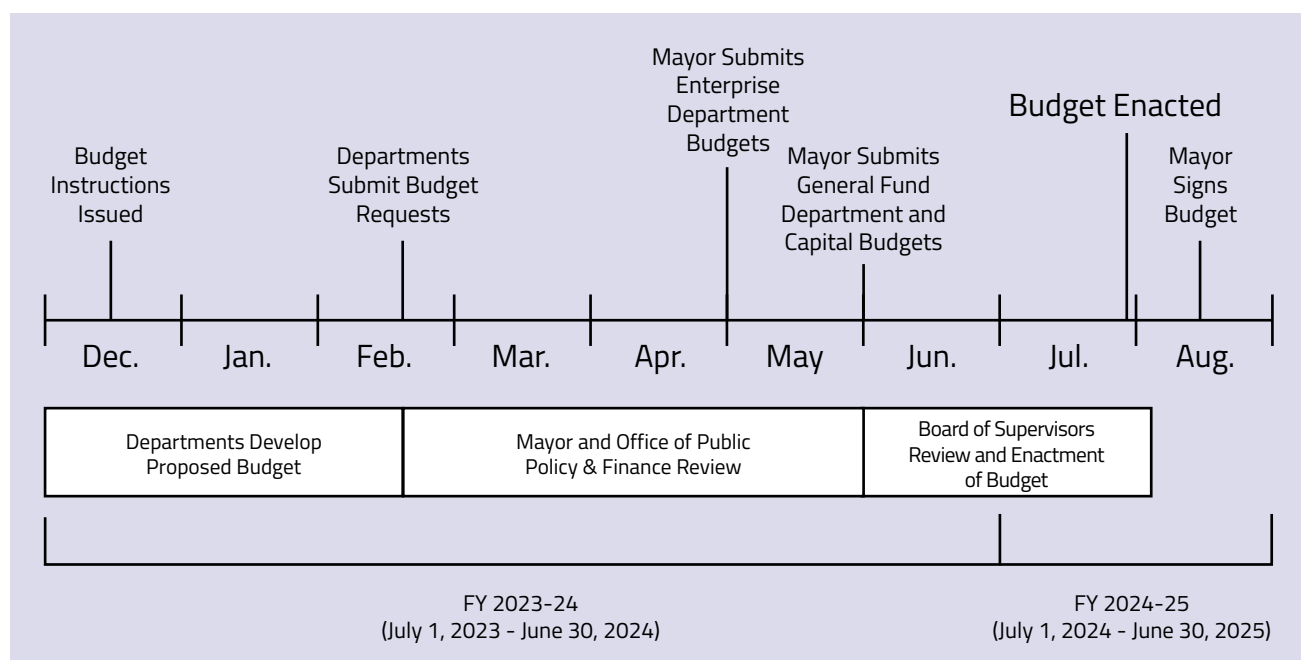 Mayor Submits
Enterprise
Department
Budgets
Budget Enacted
Budget
Instructions
Issued
Departments
Submit Budget
Requests
Mayor Submits
General Fund
Department and
Capital Budgets
Mayor
Signs
Budget
Dec.
Jan.
Feb.
Mar.
Apr.
May
Jun.
Jul.
Aug.
Departments Develop
Proposed Budget
Mayor and Office of Public
Policy & Finance Review
Board of Supervisors
Review and Enactment
of Budget
FY 2023-24
(July 1, 2023 - June 30, 2024)
FY 2024-25
(July 1, 2024 - June 30, 2025)